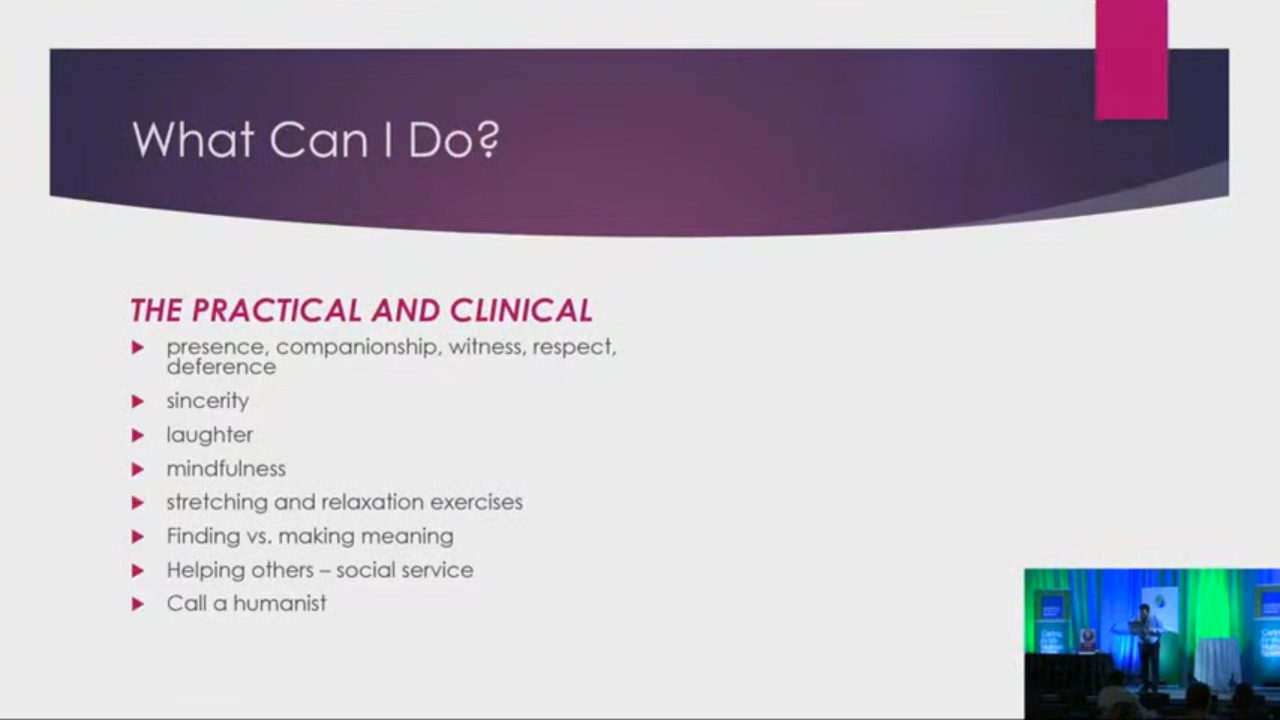 What Can I Do?
THE PRACTICAL AND CLINICAL
presence, companionship, witness, respect,
deference
sincerity
laughter
mindfulness
stretching and relaxation exercises
Finding vs. making meaning
Helping others – social service
Call a humanist